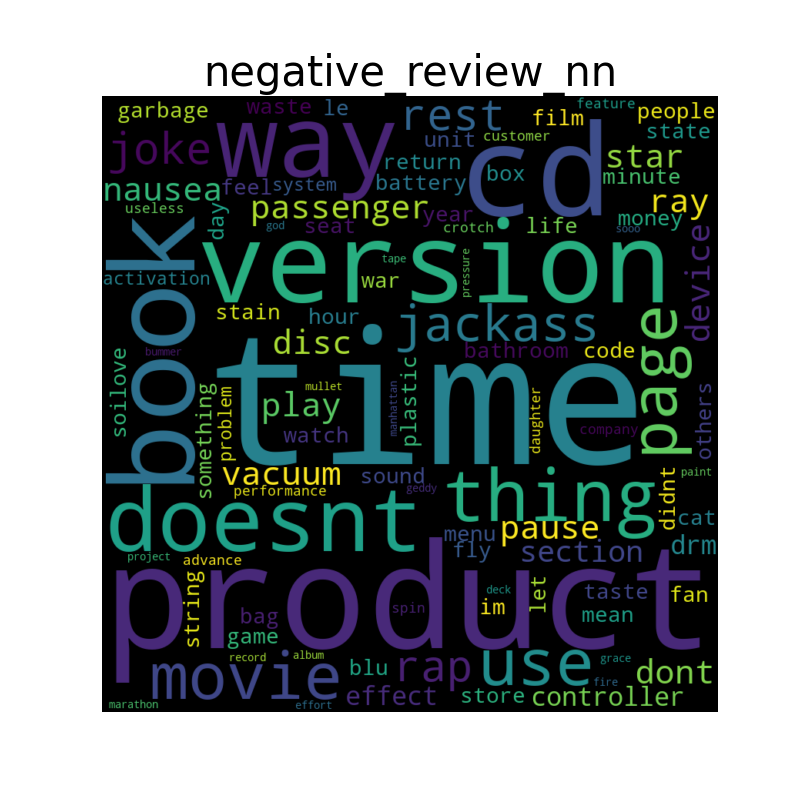 negative_review_nn
garbage
waste
le
rest
film
feature
people
joke
way
unit
customer
cd
state
star
return
nausea
feel
system
battery
box
minute
useless
day
passenger
year
seat
crotch
life
ray
money
god
sooo
book
version
tape
pressure
device
activation
war
stain
hour
jackass
page
disc
bathroom
code
bummer
time
soilove
something
problem
mullet
play
manhattan
plastic
watch
daughter
company
others
vacuum
sound
performance
geddy
thing
didnt
paint
doesnt
pause
cat
menu
fly
section
drm
project
advance
product
string
deck
im
let
taste
fan
mean
bag
spin
game
movie
record
album
blu
rap
use
grace
dont
fire
effect
store
controller
marathon
effort